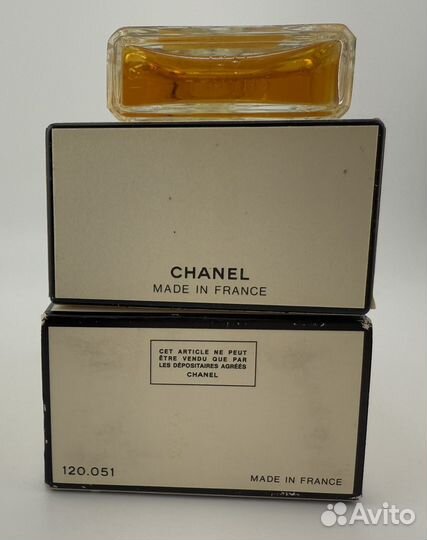 CHANEL
MADE IN FRANCE
CET ARTICLE NE PEUT
ÊTRE VENDU QUE PAR
LES DÉPOSITAIRES AGRÉÉS
CHANEL
120.051
MADE IN FRANCE
Avito